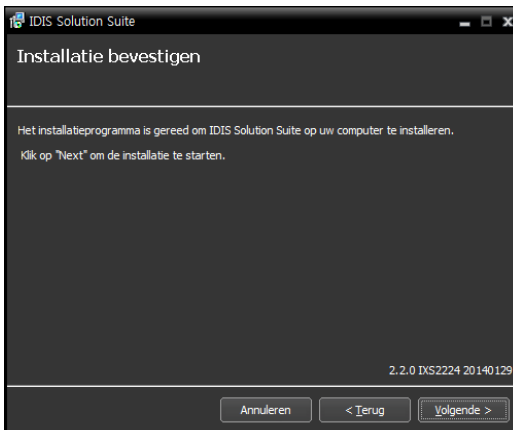 IDIS Solution Suite
Installatie bevestigen
Het installatieprogramma is gereed om IDIS Solution Suite op uw computer te installeren.
Klik op "Next" om de installatie te starten.
2.2.0 IXS2224 20140129
Annuleren
< Terug
Volgende >